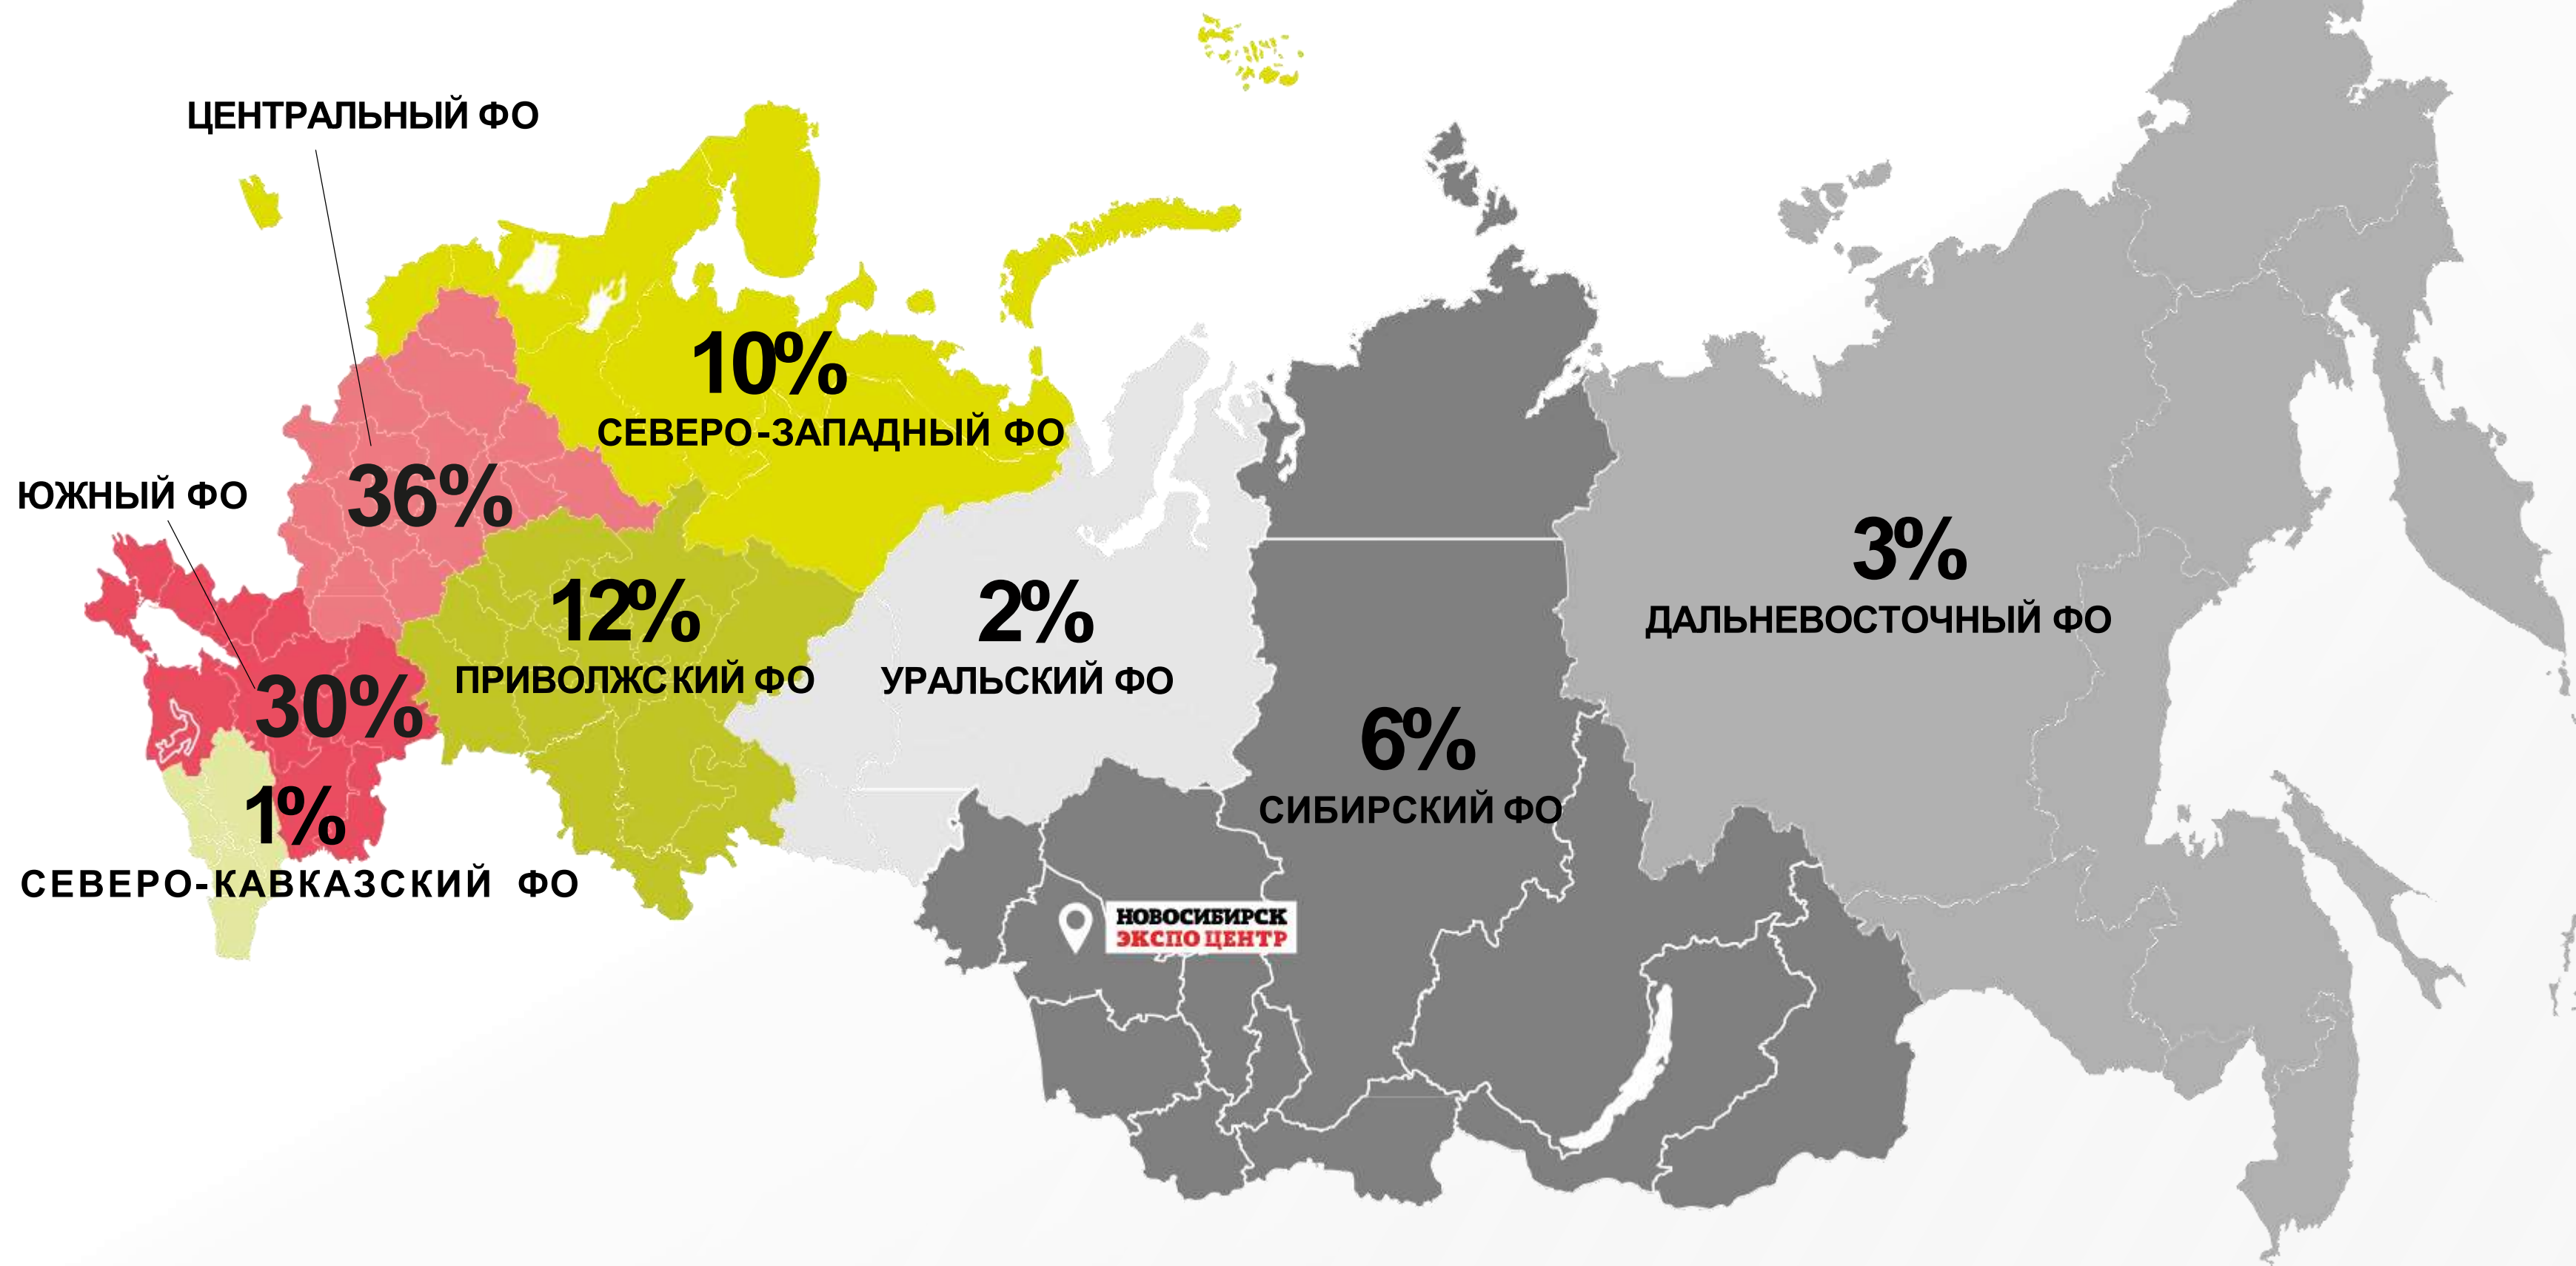 ЦЕНТРАЛЬНЫЙ ФО
36%
10%
СЕВЕРО-ЗАПАДНЫЙ ФО
ЮЖНЫЙ ФО
30%
12%
ПРИВОЛЖСКИЙ ФО
2%
УРАЛЬСКИЙ ФО
3%
ДАЛЬНЕВОСТОЧНЫЙ ФО
6%
СИБИРСКИЙ ФО
1%
СЕВЕРО-КАВКАЗСКИЙ ФО
НОВОСИБИРСК
ЭКСПО ЦЕНТР